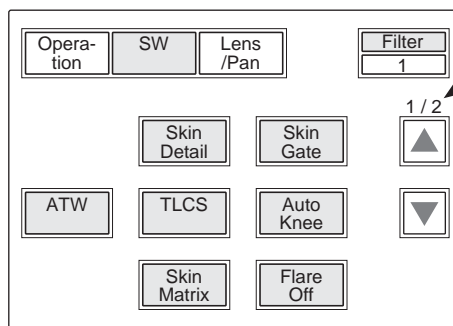 Opera-
tion
SW
Lens
/Pan
Filter
1
1 / 2
Skin
Detail
Skin
Gate
ATW
TLCS
Auto
Knee
Skin
Matrix
Flare
Off